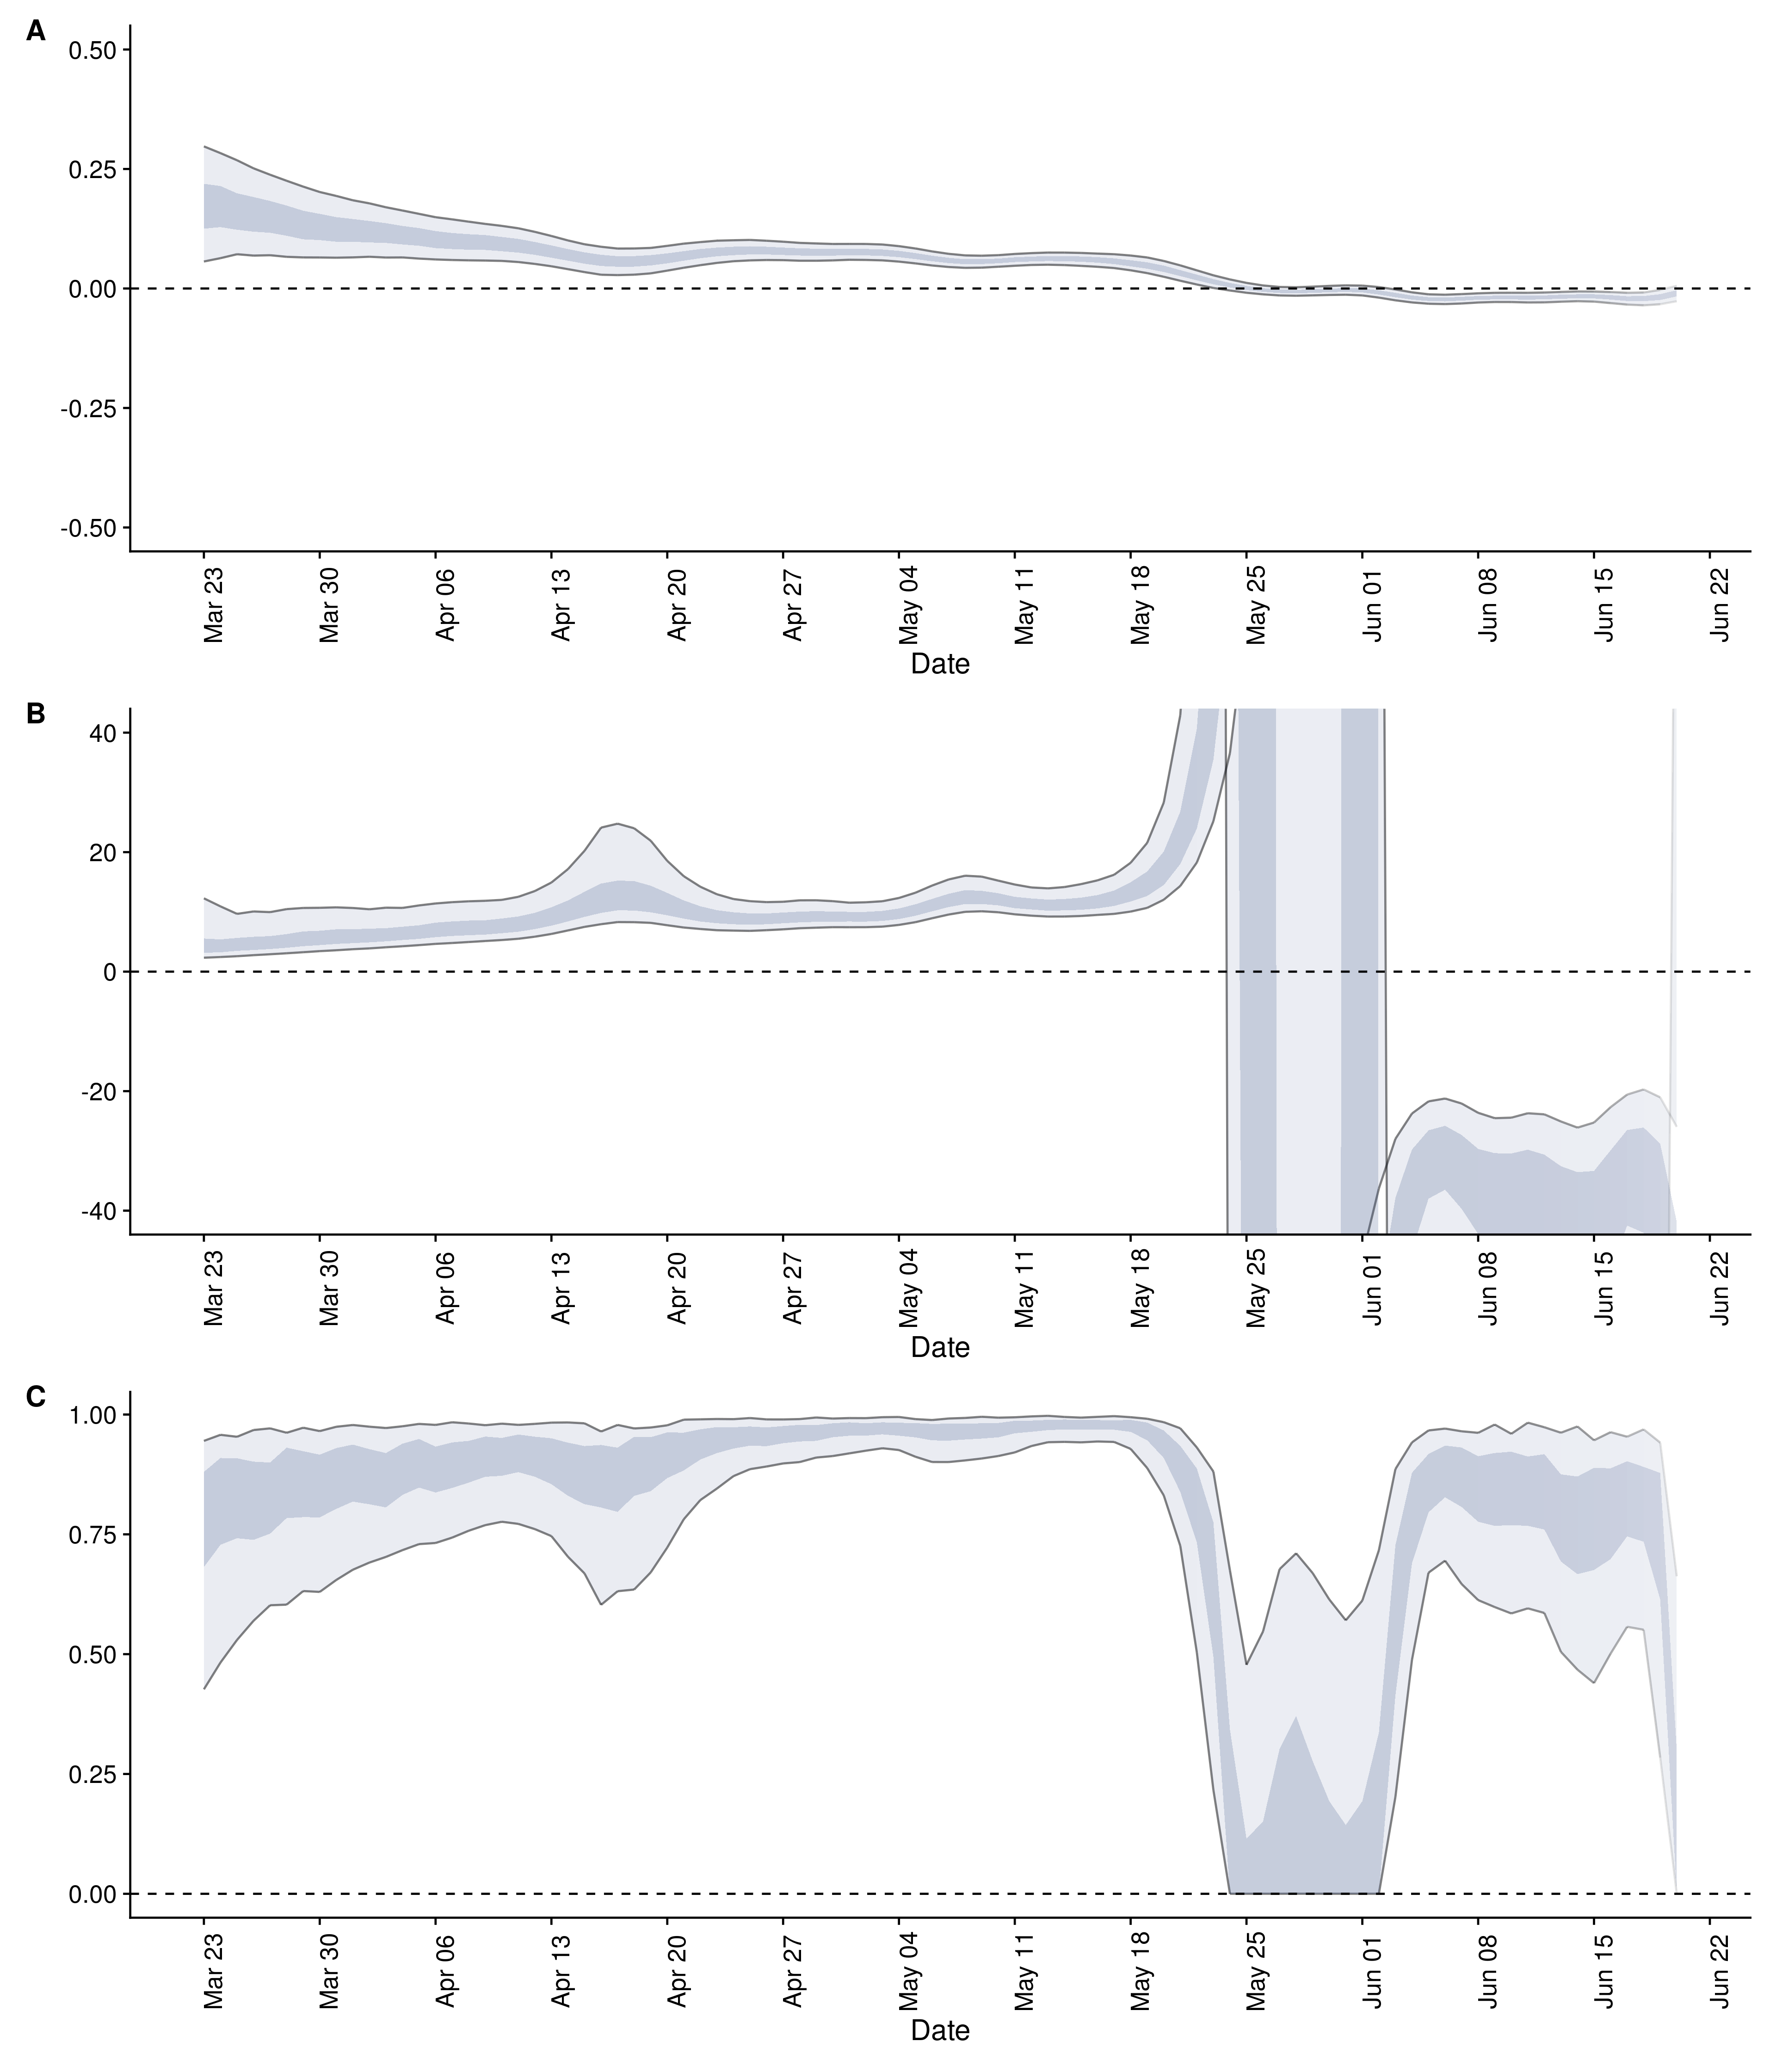 A
0.50
0.25
0.00
-0.25
-0.50
Mar 23
Mar 30
Apr 06
Apr 13
Apr 20
Apr 27
May 04
May 11
May 18
May 25
Jun 01
Jun 08
Jun 15
Jun 22
Date
B
40
20
0
-20
-40
Mar 23
Mar 30
Apr 06
Apr 13
Apr 20
Apr 27
May 04
May 11
May 18
May 25
Jun 01
Jun 08
Jun 15
Jun 22
Date
C
1.00
0.75
0.50
0.25
0.00
Mar 23
Mar 30
Apr 06
Apr 13
Apr 20
Apr 27
May 04
May 11
May 18
May 25
Jun 01
Jun 08
Jun 15
Jun 22
Date